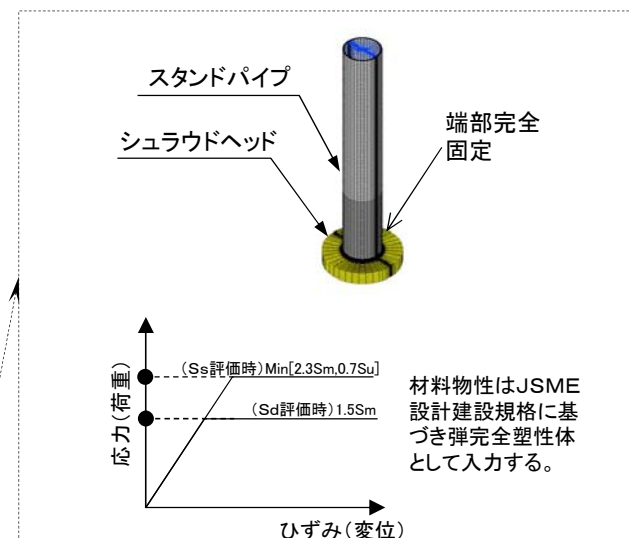 スタンドパイプ
シュラウドヘッド
端部完全
固定
応力(荷重)
(Ss評価時)Min[2.3Sm,0.7Su]
(Sd評価時)1.5Sm
ひずみ(変位)
材料物性はJSME
設計建設規格に基
づき弾完全塑性体
として入力する。